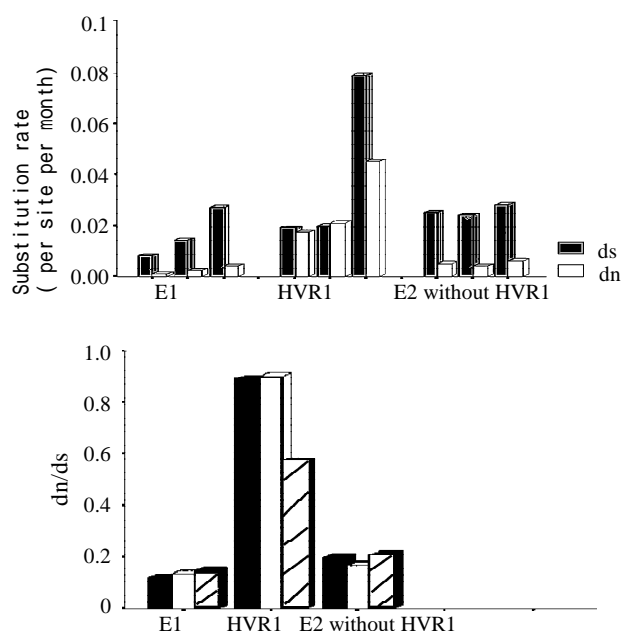 0.1
0.08
0.06
0.04
0.02
0.00
Substitution rate
( per site per month)
E1 HVR1 E2 without HVR1
ds
dn
1.0
0.8
0.6
0.4
0.2
0
dn/ds
E1 HVR1 E2 without HVR1